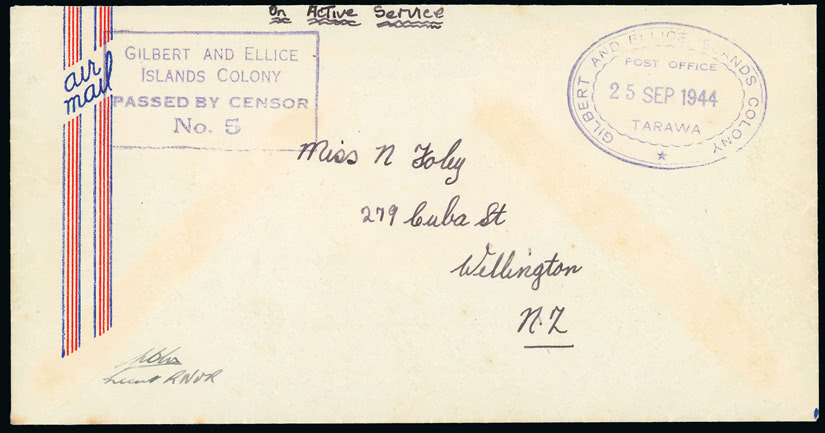 On Active Service
air
mail
GILBERT AND ELLICE
ISLANDS COLONY
PASSED BY CENSOR
No. 5
GILBERT AND ELLICE ISLANDS COLONY
POST OFFICE
25 SEP 1944
TARAWA
Miss N Foley
279 Cuba St
Wellington
N.Z
Lieut RNVR